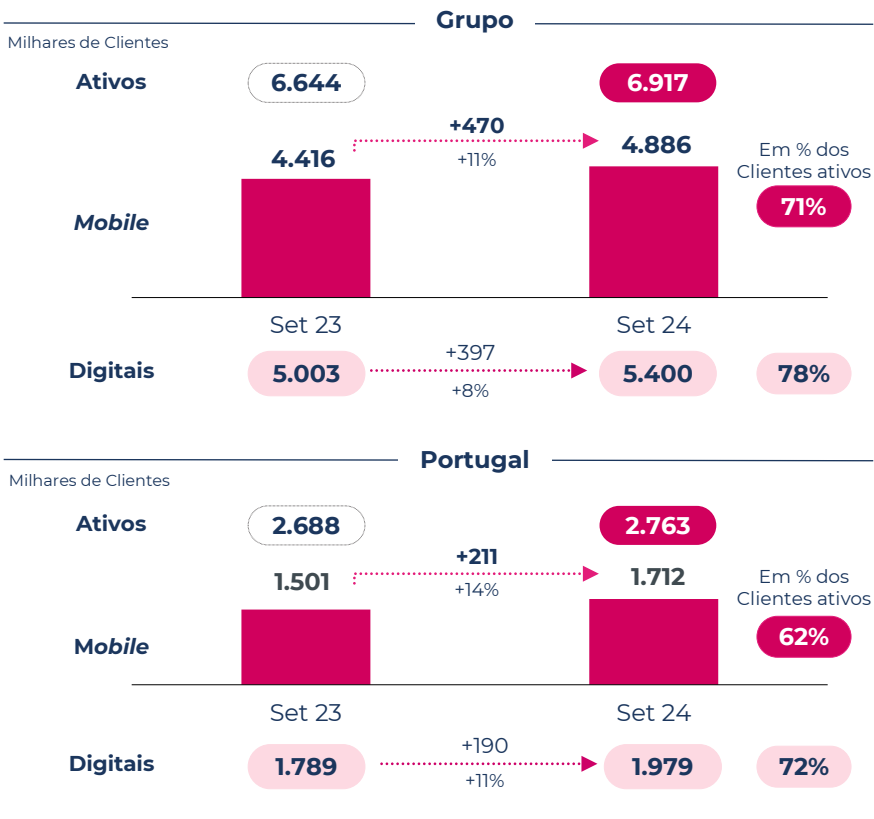 Grupo
Milhares de Clientes
Ativos
6.644
6.917
+470
+11%
4.416
4.886
Em % dos
Clientes ativos
71%
Mobile
Set 23
Set 24
Digitais
5.003
+397
+8%
5.400
78%
Portugal
Milhares de Clientes
Ativos
2.688
2.763
+211
+14%
1.501
1.712
Em % dos
Clientes ativos
62%
Mobile
Set 23
Set 24
Digitais
1.789
+190
+11%
1.979
72%